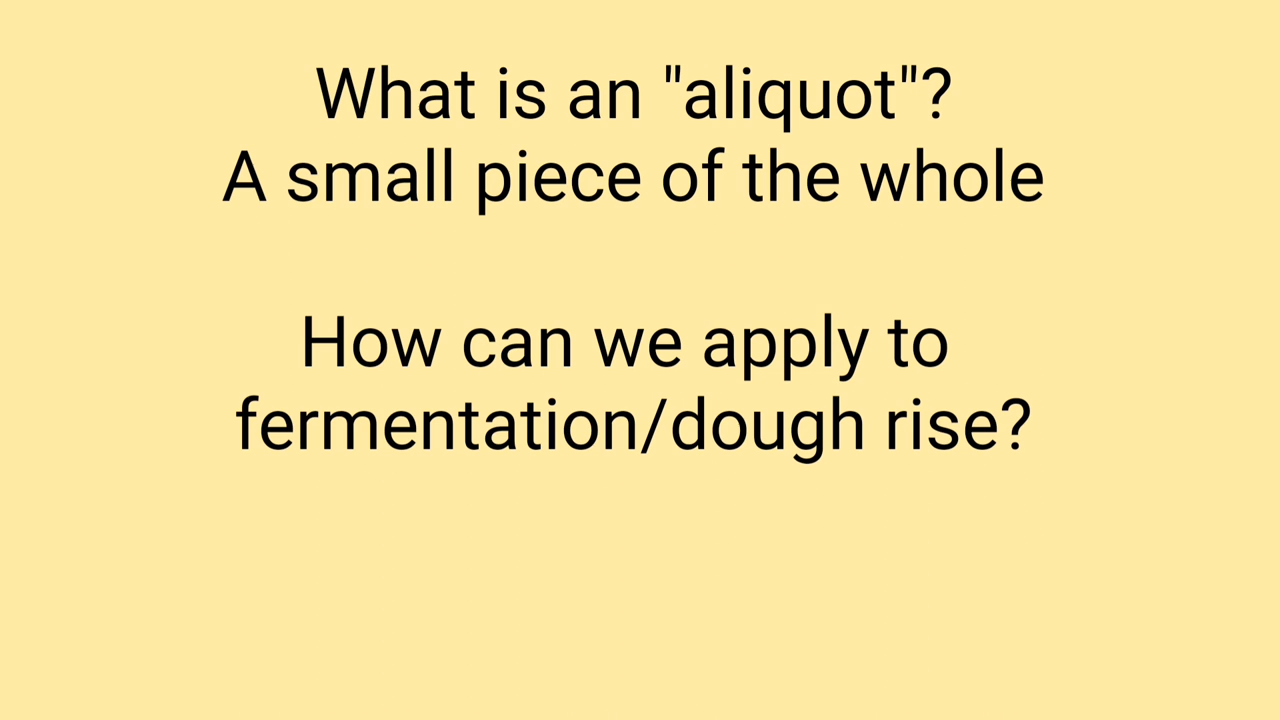 What is an "aliquot"?
A small piece of the whole
How can we apply to
fermentation/dough rise?